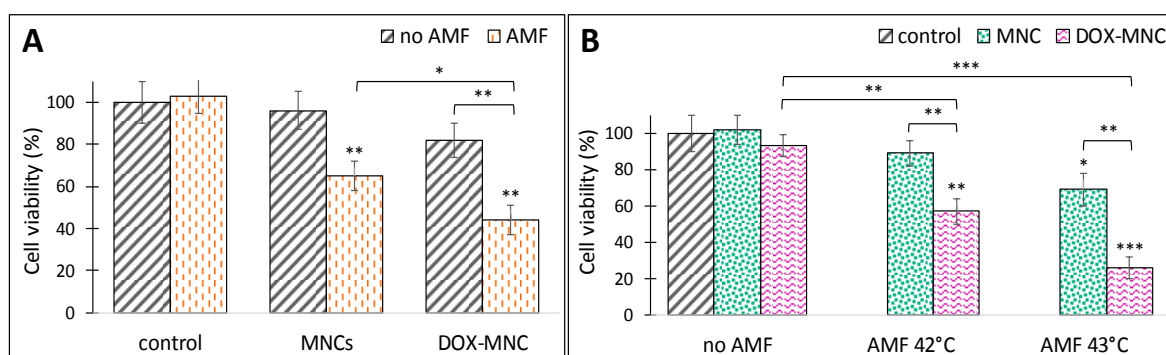 A
no AMF AMF
Cell viability (%)
100
80
60
40
20
0
*
**
**
**
control MNCs DOX-MNC
B
control MNC DOX-MNC
Cell viability (%)
100
80
60
40
20
0
***
**
**
**
*
**
***
no AMF AMF 42°C AMF 43°C